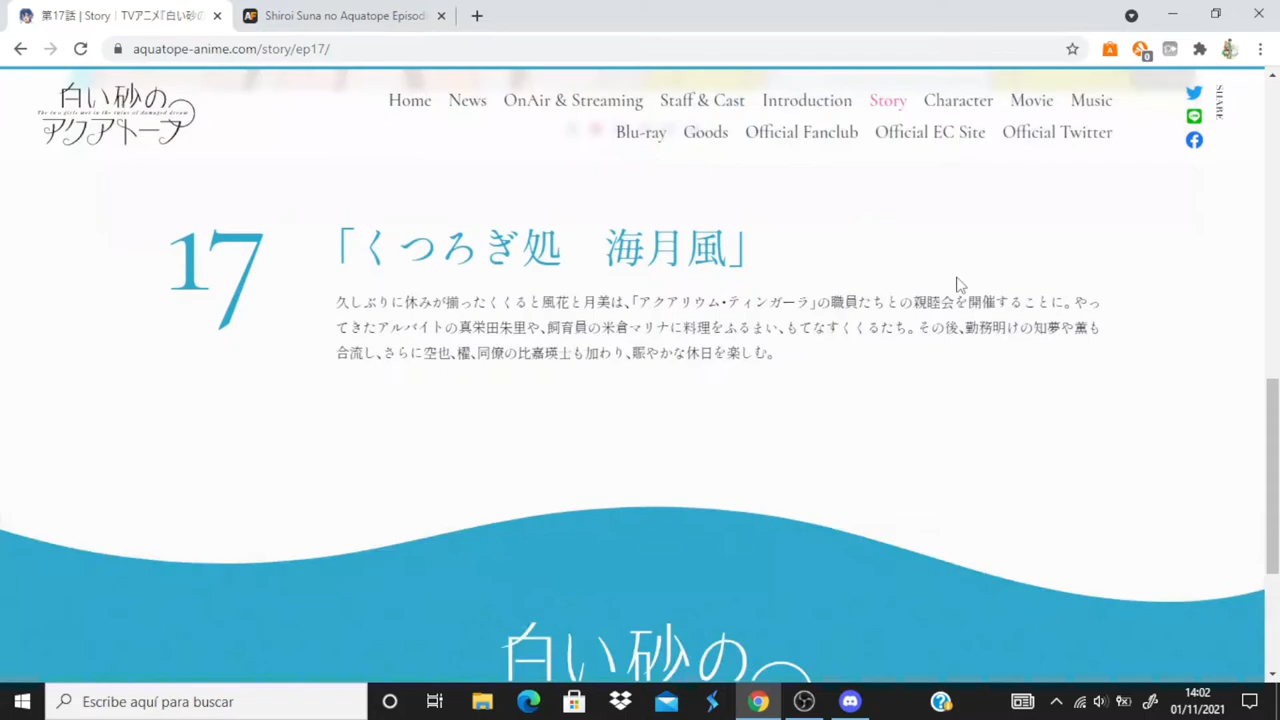 第17話 | Story | TVアニメ『白い砂の
Shiroi Suna no Aquatope Episod
aquatope-anime.com/story/ep17/
0
白い砂の
The two girls met in the ruins of damaged dream
アクアトープ
Home News OnAir & Streaming Staff & Cast Introduction Story Character Movie Music
Blu-ray Goods Official Fanclub Official EC Site Official Twitter
SHARE
17
「くつろぎ処　海月風」
久しぶりに休みが揃ったくくると風花と月美は、「アクアリウム・ティンガーラ」の職員たちとの親睦会を開催することに。やっ
てきたアルバイトの真栄田朱里や、飼育員の米倉マリナに料理をふるまい、もてなすくくるたち。その後、勤務明けの知夢や薫も
合流し、さらに空也、櫂、同僚の比嘉瑛士も加わり、賑やかな休日を楽しむ。
白い砂の
Escribe aquí para buscar
14:02
01/11/2021